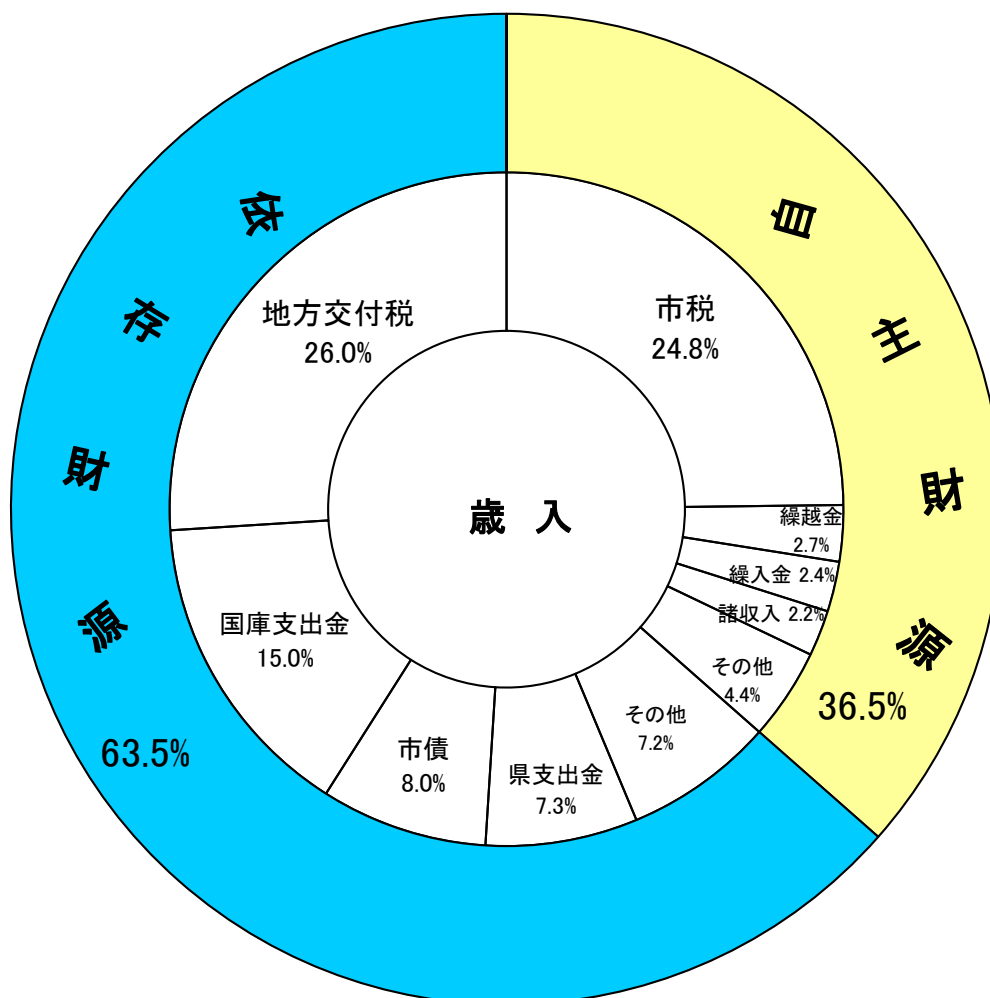 歳 入
自主財源
36.5%
市税
24.8%
繰越金
2.7%
繰入金 2.4%
諸収入 2.2%
その他
4.4%
依存財源
63.5%
その他
7.2%
県支出金
7.3%
市債
8.0%
国庫支出金
15.0%
地方交付税
26.0%